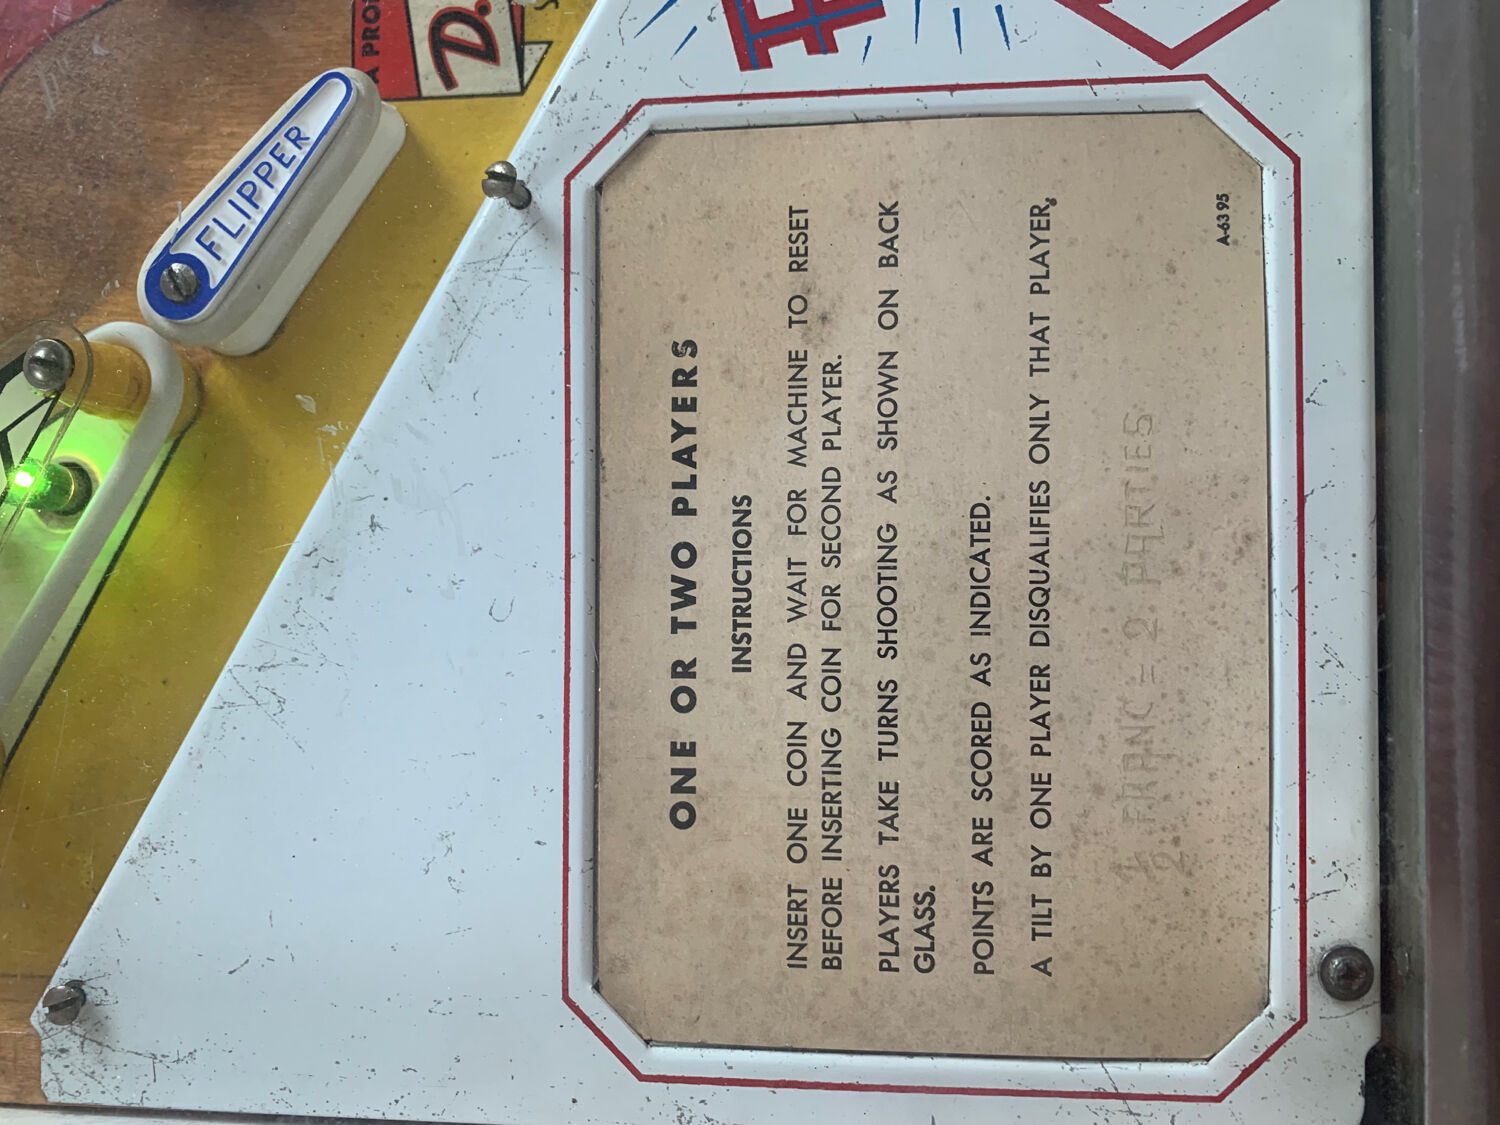 ONE OR TWO PLAYERS
INSTRUCTIONS
INSERT ONE COIN AND WAIT FOR MACHINE TO RESET
BEFORE INSERTING COIN FOR SECOND PLAYER.
PLAYERS TAKE TURNS SHOOTING AS SHOWN ON BACK
GLASS.
POINTS ARE SCORED AS INDICATED.
A TILT BY ONE PLAYER DISQUALIFIES ONLY THAT PLAYER.
1 FRANC = 2 PARTIES
2
A-63 95
FLIPPER
A
D.